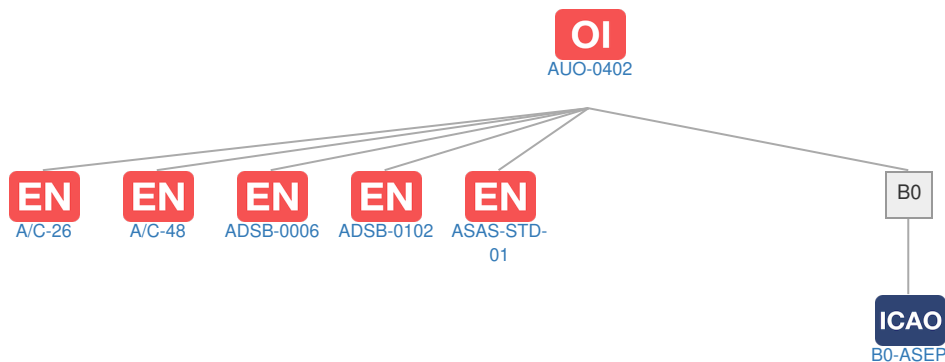 OI
AUO-0402
EN EN EN EN EN B0
A/C-26 A/C-48 ADSB-0006 ADSB-0102 ASAS-STD-
01
ICAO
B0-ASEP